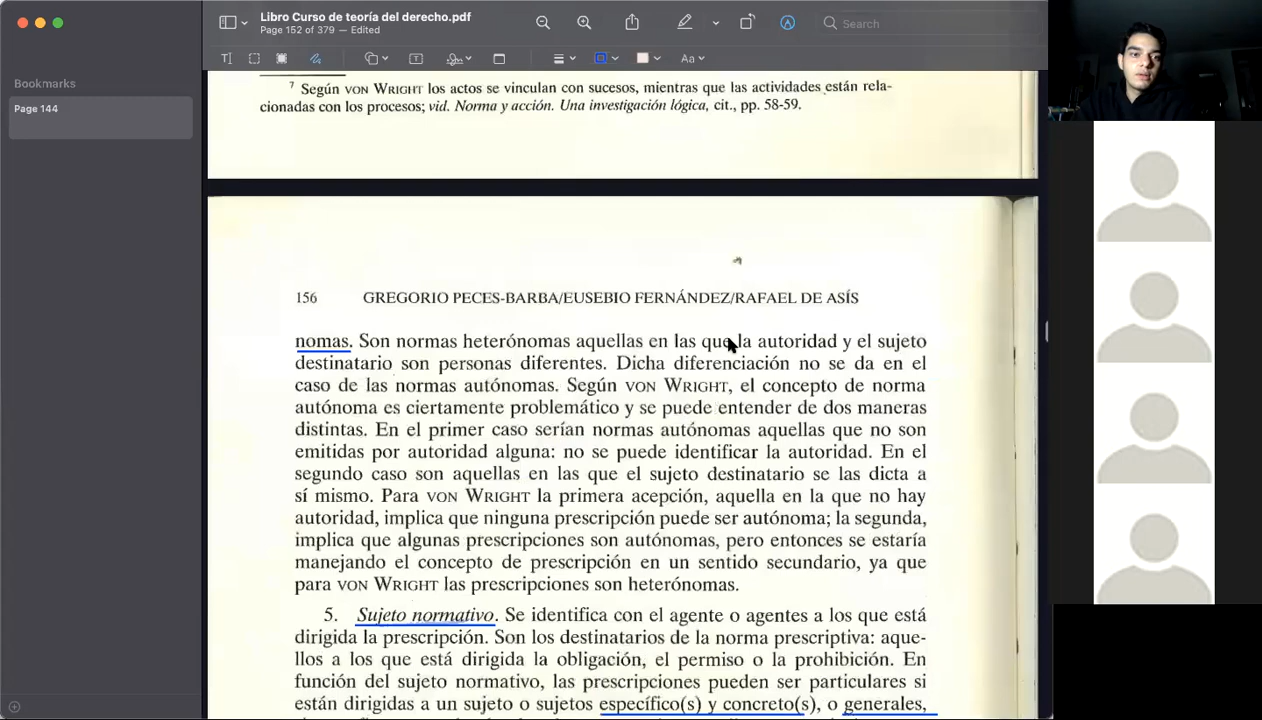 Libro Curso de teoría del derecho.pdf
Page 152 of 379 — Edited
Search
Aa
Bookmarks
Page 144
7 Según VON WRIGHT los actos se vinculan con sucesos, mientras que las actividades están rela-
cionadas con los procesos; vid. Norma y acción. Una investigación lógica, cit., pp. 58-59.
156 GREGORIO PECES-BARBA/EUSEBIO FERNÁNDEZ/RAFAEL DE ASÍS
nomas. Son normas heterónomas aquellas en las que la autoridad y el sujeto
destinatario son personas diferentes. Dicha diferenciación no se da en el
caso de las normas autónomas. Según VON WRIGHT, el concepto de norma
autónoma es ciertamente problemático y se puede entender de dos maneras
distintas. En el primer caso serían normas autónomas aquellas que no son
emitidas por autoridad alguna: no se puede identificar la autoridad. En el
segundo caso son aquellas en las que el sujeto destinatario se las dicta a
sí mismo. Para VON WRIGHT la primera acepción, aquella en la que no hay
autoridad, implica que ninguna prescripción puede ser autónoma; la segunda,
implica que algunas prescripciones son autónomas, pero entonces se estaría
manejando el concepto de prescripción en un sentido secundario, ya que
para VON WRIGHT las prescripciones son heterónomas.
5. Sujeto normativo. Se identifica con el agente o agentes a los que está
dirigida la prescripción. Son los destinatarios de la norma prescriptiva: aque-
llos a los que está dirigida la obligación, el permiso o la prohibición. En
función del sujeto normativo, las prescripciones pueden ser particulares si
están dirigidas a un sujeto o sujetos específico(s) y concreto(s), o generales,